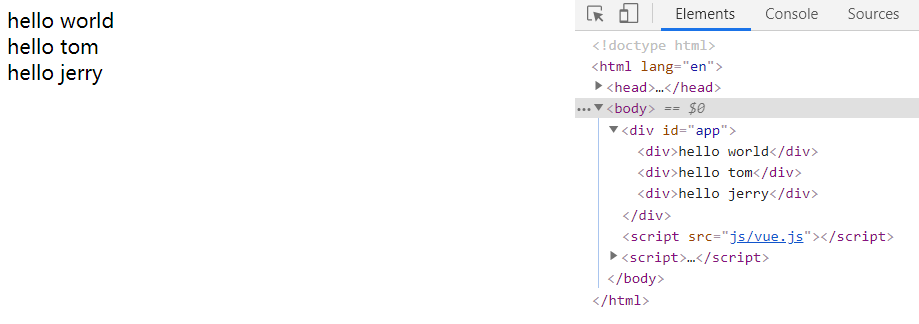 hello world
hello tom
hello jerry
Elements Console Sources
<!doctype html>
<html lang="en">
<head>…</head>
… <body> == $0
<div id="app">
<div>hello world</div>
<div>hello tom</div>
<div>hello jerry</div>
</div>
<script src="js/vue.js"></script>
<script>…</script>
</body>
</html>